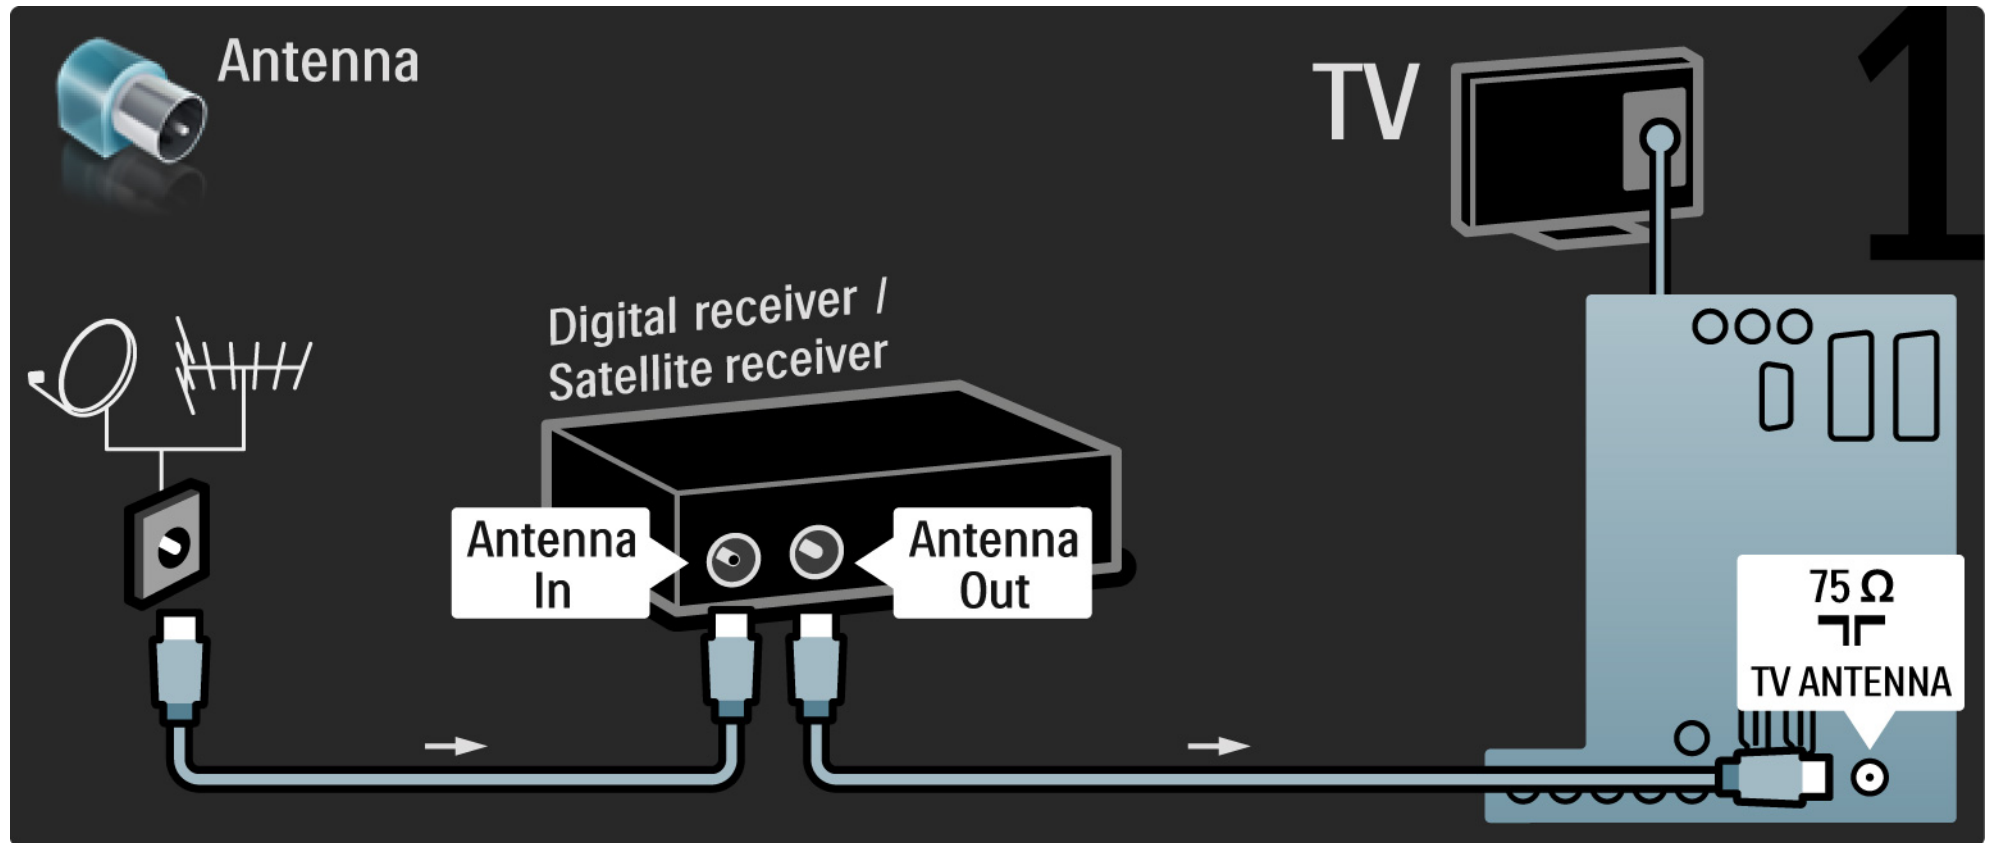 Antenna
TV
1
Digital receiver /
Satellite receiver
Antenna
In
Antenna
Out
75 Ω
TV ANTENNA